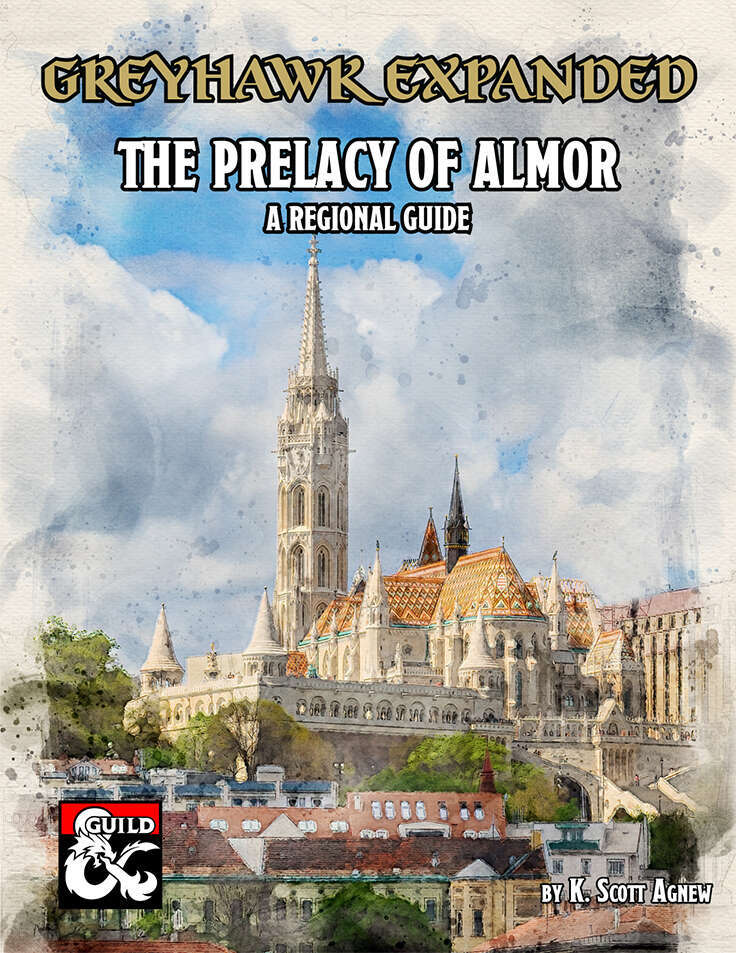 GREYHAWK EXPANDED
THE PRELACY OF ALMOR
A REGIONAL GUIDE
GUILD
BY K. SCOTT AGNEW